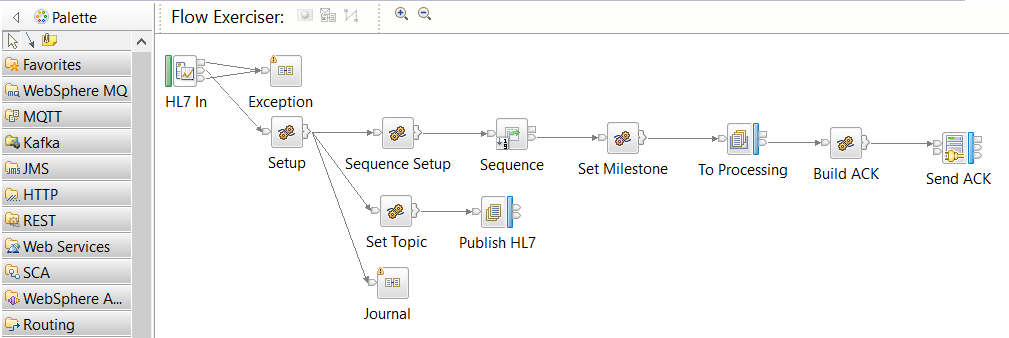 Palette
Flow Exerciser:
Favorites
WebSphere MQ
MQTT
Kafka
JMS
HTTP
REST
Web Services
SCA
WebSphere A...
Routing
HL7 In
Exception
Setup
Sequence Setup
Sequence
Set Milestone
To Processing
Build ACK
Send ACK
Set Topic
Publish HL7
Journal